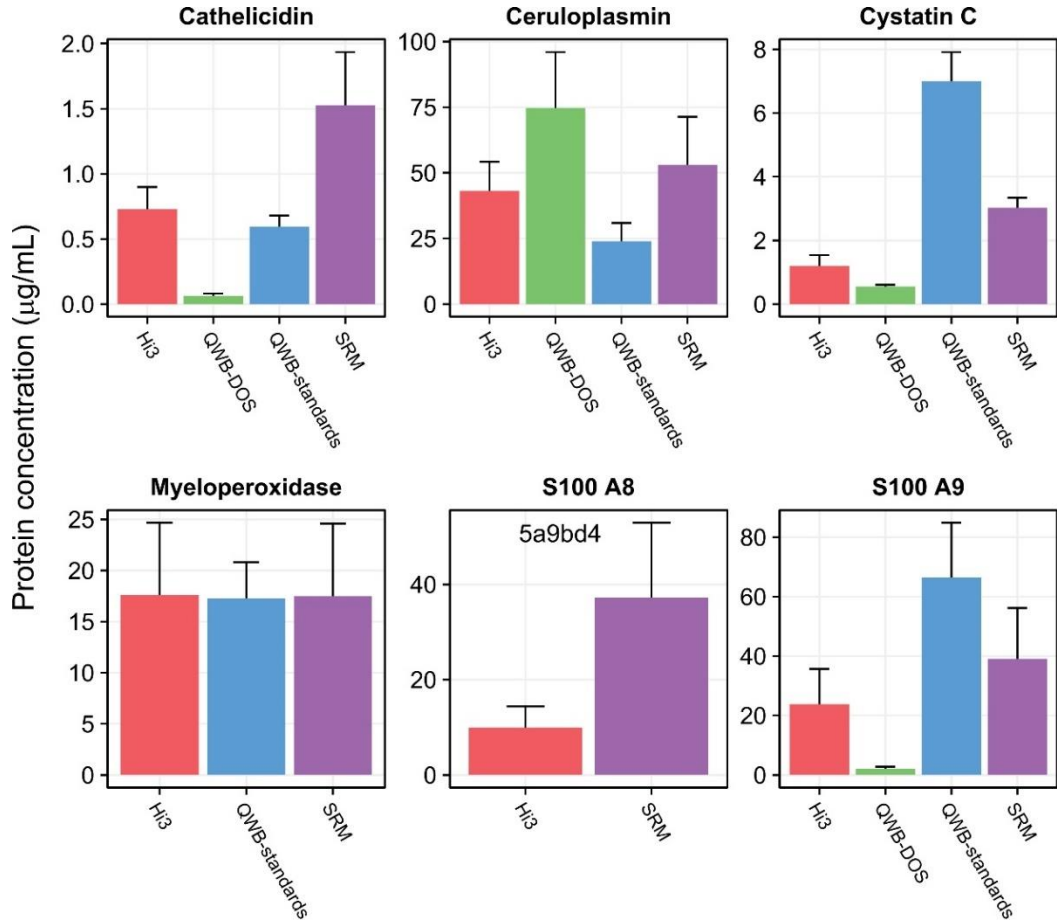 Protein concentration (µg/mL)
Cathelicidin
2.0
1.5
1.0
0.5
0.0
Hi3
QWB-DOS
QWB-standards
SRM
Ceruloplasmin
100
75
50
25
0
Hi3
QWB-DOS
QWB-standards
SRM
Cystatin C
8
6
4
2
0
Hi3
QWB-DOS
QWB-standards
SRM
Myeloperoxidase
25
20
15
10
5
0
Hi3
QWB-standards
SRM
S100 A8
5a9bd4
40
20
0
Hi3
SRM
S100 A9
80
60
40
20
0
Hi3
QWB-DOS
QWB-standards
SRM